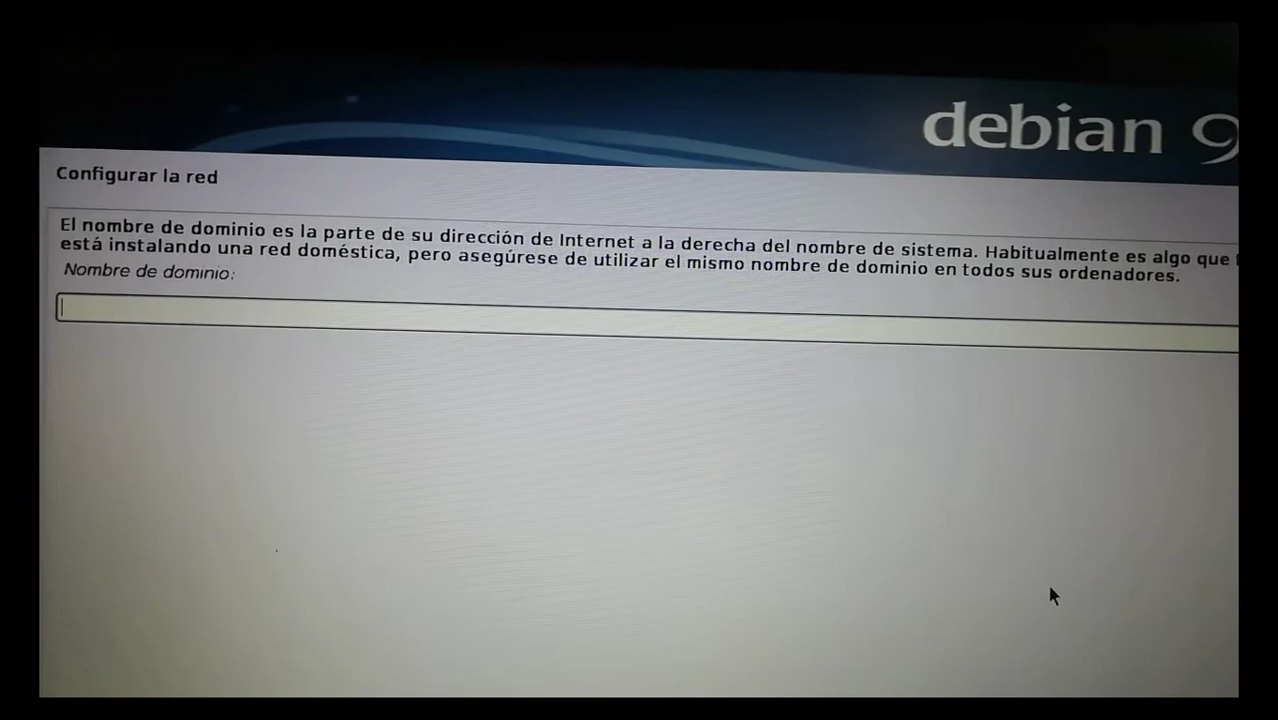 debian 9
Configurar la red
El nombre de dominio es la parte de su dirección de Internet a la derecha del nombre de sistema. Habitualmente es algo que
está instalando una red doméstica, pero asegúrese de utilizar el mismo nombre de dominio en todos sus ordenadores.
Nombre de dominio: